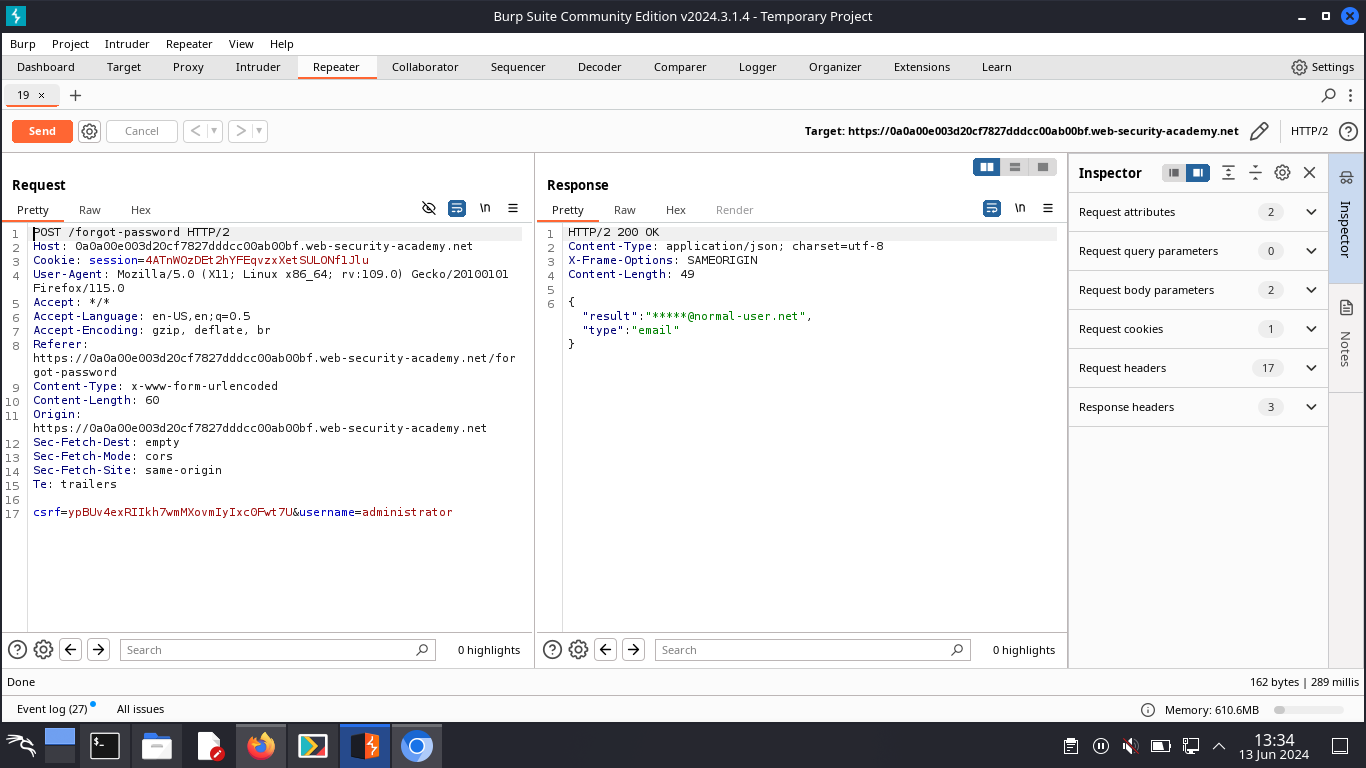 Burp Suite Community Edition v2024.3.1.4 - Temporary Project
Burp Project Intruder Repeater View Help
Dashboard Target Proxy Intruder Repeater Collaborator Sequencer Decoder Comparer Logger Organizer Extensions Learn Settings
19 × +
Send Cancel < > Target: https://0a0a00e003d20cf7827dddcc00ab00bf.web-security-academy.net HTTP/2
Request
Pretty Raw Hex \n
1 POST /forgot-password HTTP/2
2 Host: 0a0a00e003d20cf7827dddcc00ab00bf.web-security-academy.net
3 Cookie: session=4ATnWOzDEt2hYFEqvzxXetSULONf1Jlu
4 User-Agent: Mozilla/5.0 (X11; Linux x86_64; rv:109.0) Gecko/20100101
Firefox/115.0
5 Accept: */*
6 Accept-Language: en-US,en;q=0.5
7 Accept-Encoding: gzip, deflate, br
8 Referer:
https://0a0a00e003d20cf7827dddcc00ab00bf.web-security-academy.net/for
got-password
9 Content-Type: x-www-form-urlencoded
10 Content-Length: 60
11 Origin:
https://0a0a00e003d20cf7827dddcc00ab00bf.web-security-academy.net
12 Sec-Fetch-Dest: empty
13 Sec-Fetch-Mode: cors
14 Sec-Fetch-Site: same-origin
15 Te: trailers
16
17 csrf=ypBUv4exRIIkh7wmMXovmIyIxc0Fwt7U&username=administrator
Search 0 highlights
Response
Pretty Raw Hex Render \n
1 HTTP/2 200 OK
2 Content-Type: application/json; charset=utf-8
3 X-Frame-Options: SAMEORIGIN
4 Content-Length: 49
5
6 {
"result":"*****@normal-user.net",
"type":"email"
}
Search 0 highlights
Inspector
Request attributes 2
Request query parameters 0
Request body parameters 2
Request cookies 1
Request headers 17
Response headers 3
Inspector
Notes
Done 162 bytes | 289 millis
Event log (27) All issues Memory: 610.6MB
13:34
13 Jun 2024